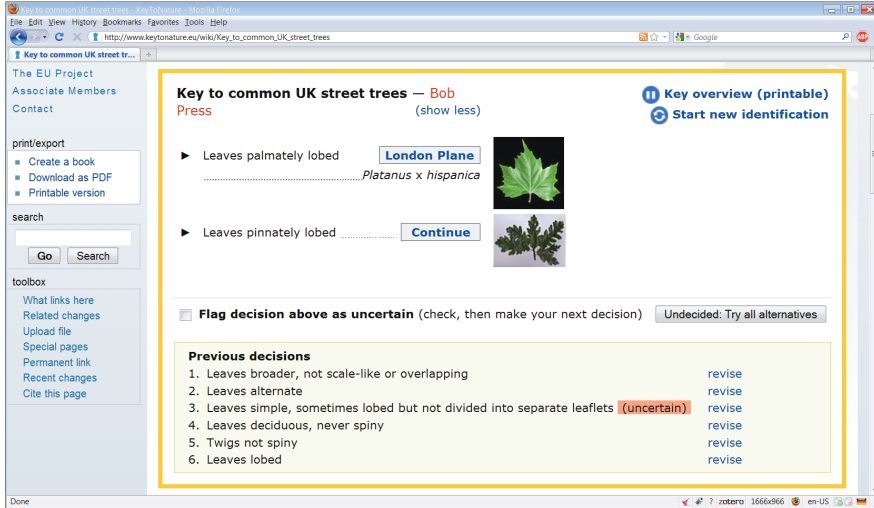 Key to common UK street trees - KeyToNature - Mozilla Firefox
File Edit View History Bookmarks Favorites Tools Help
http://www.keytonature.eu/wiki/Key_to_common_UK_street_trees
Google
ABP
Key to common UK street tr...
The EU Project
Associate Members
Contact
print/export
Create a book
Download as PDF
Printable version
search
Go Search
toolbox
What links here
Related changes
Upload file
Special pages
Permanent link
Recent changes
Cite this page
Key to common UK street trees — Bob
Press (show less)
Key overview (printable)
Start new identification
Leaves palmately lobed London Plane
Platanus x hispanica
Leaves pinnately lobed Continue
Flag decision above as uncertain (check, then make your next decision) Undecided: Try all alternatives
Previous decisions
1. Leaves broader, not scale-like or overlapping revise
2. Leaves alternate revise
3. Leaves simple, sometimes lobed but not divided into separate leaflets (uncertain) revise
4. Leaves deciduous, never spiny revise
5. Twigs not spiny revise
6. Leaves lobed revise
Done ? zotero 1666x966 en-US